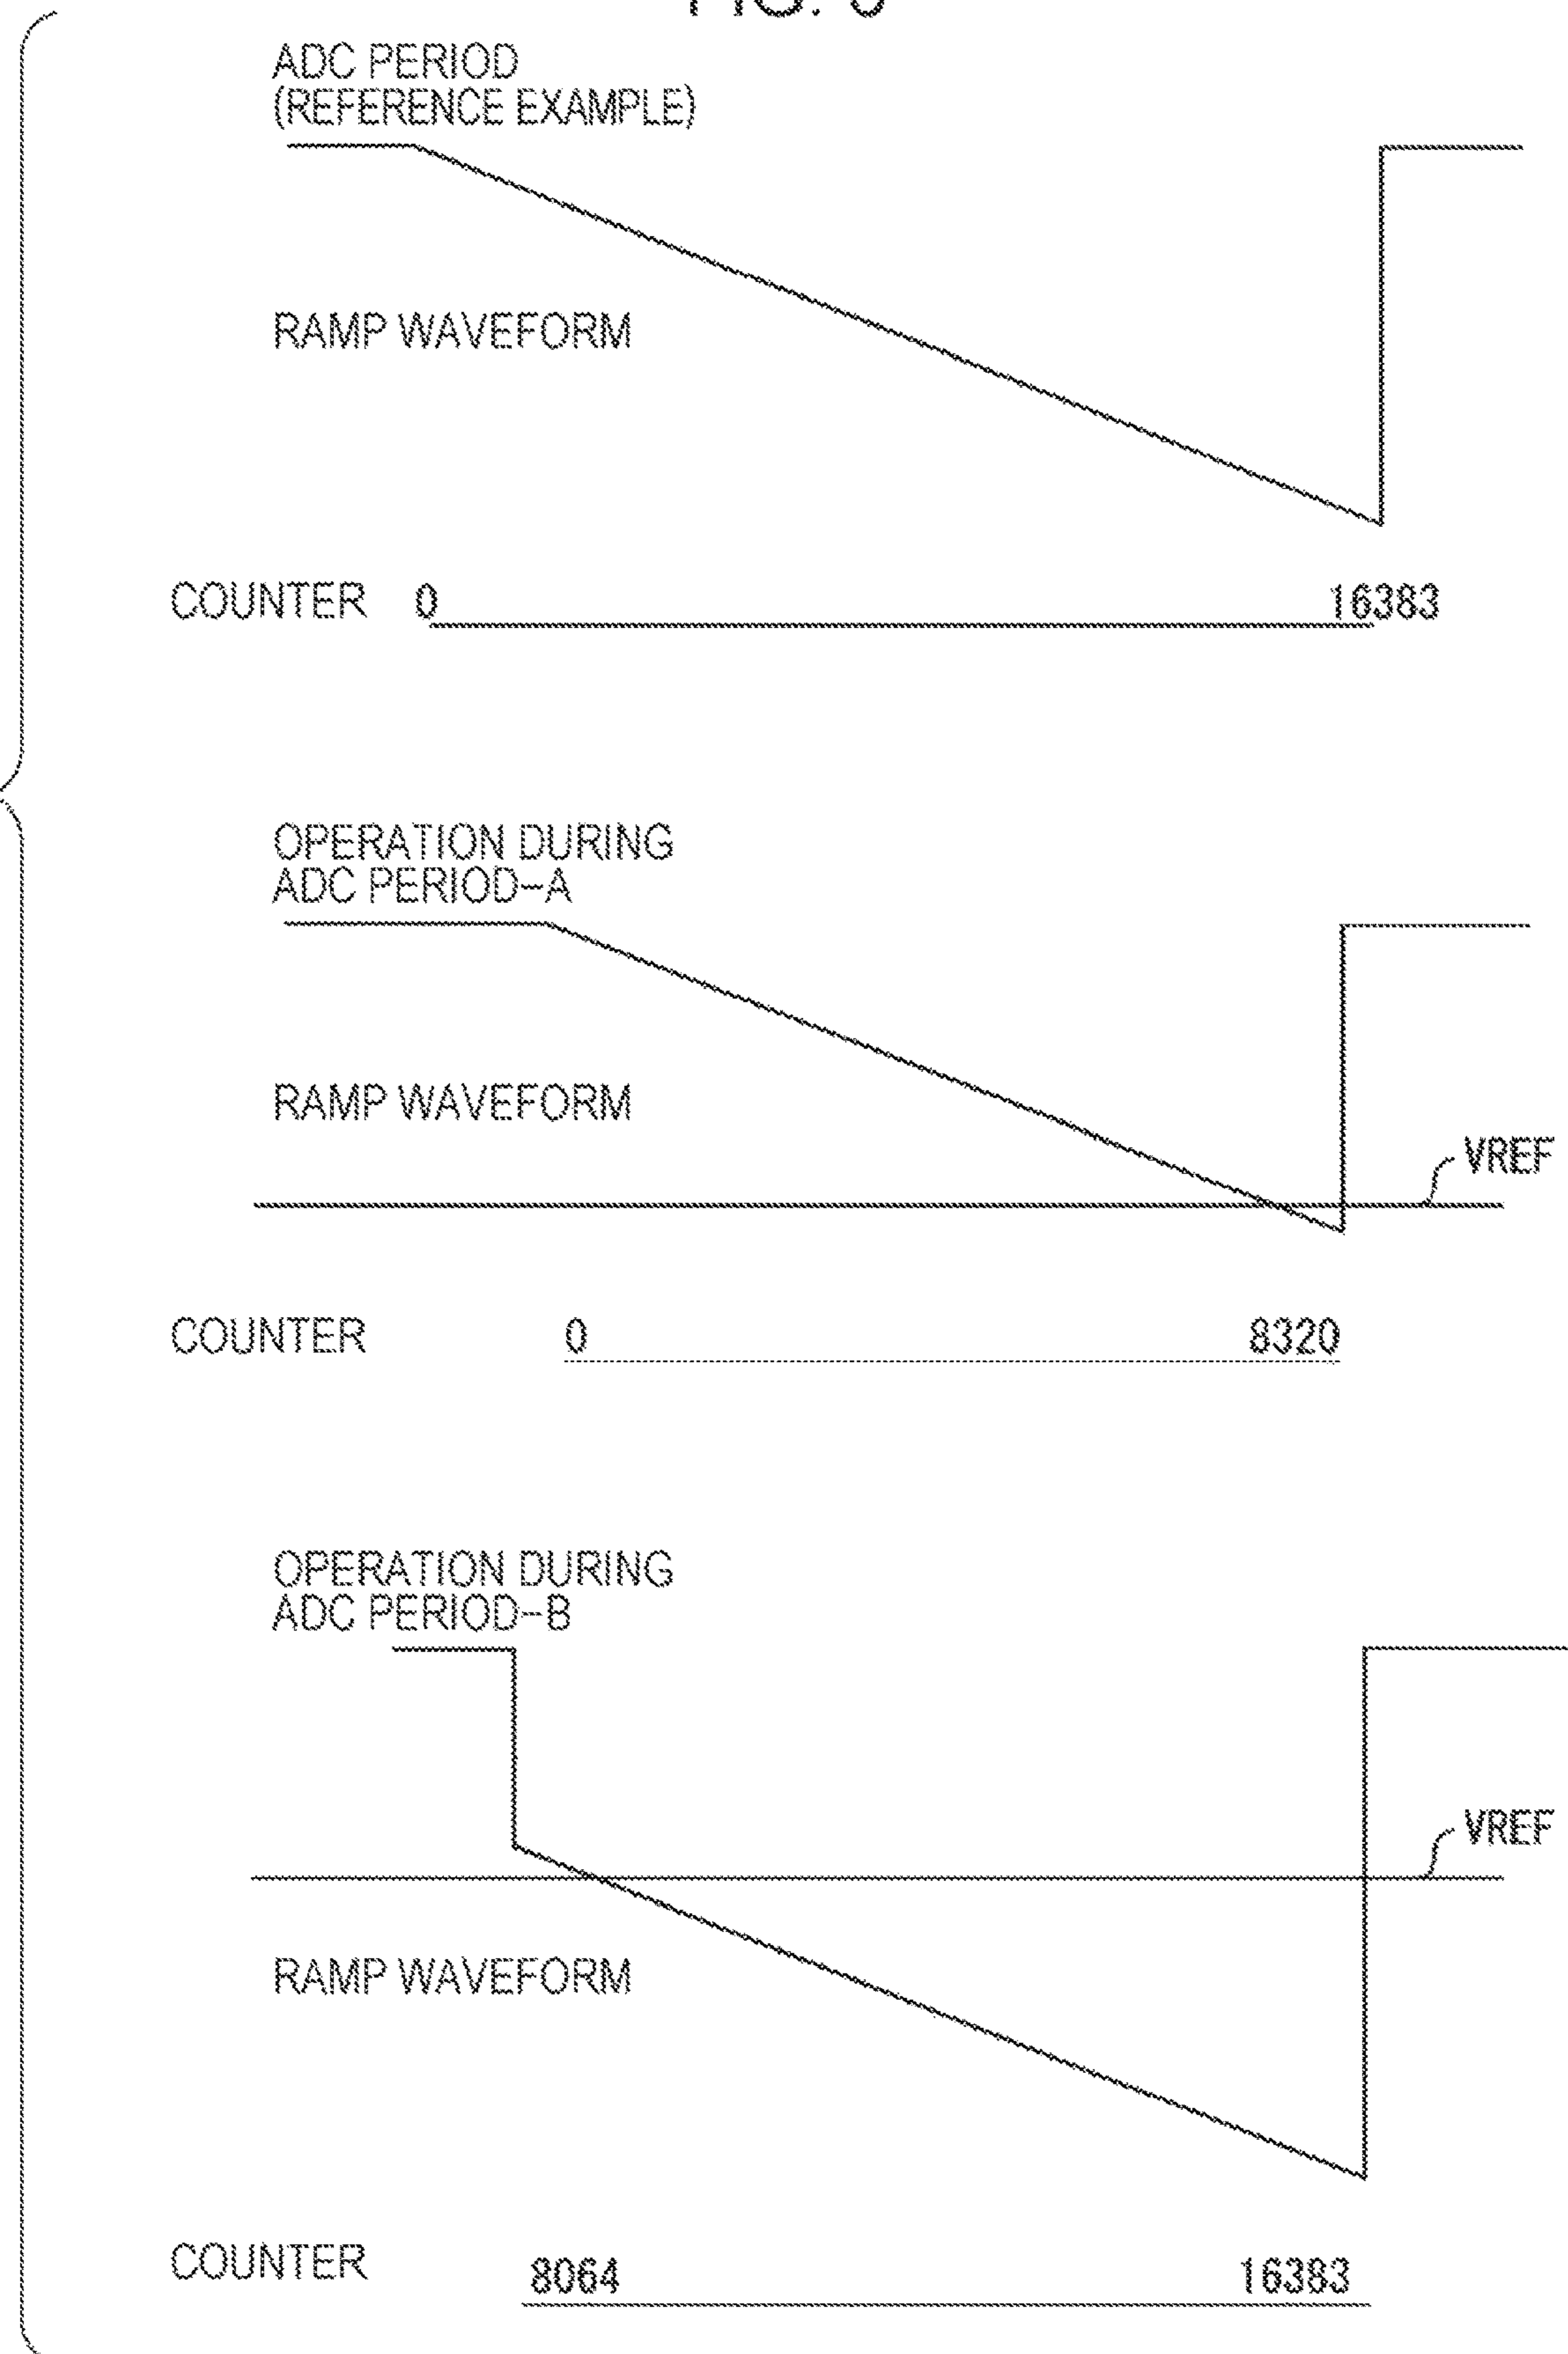 ADC PERIOD
(REFERENCE EXAMPLE)
RAMP WAVEFORM
COUNTER 0 16383
OPERATION DURING
ADC PERIOD-A
RAMP WAVEFORM
VREF
COUNTER 0 8320
OPERATION DURING
ADC PERIOD-B
VREF
RAMP WAVEFORM
COUNTER 8064 16383